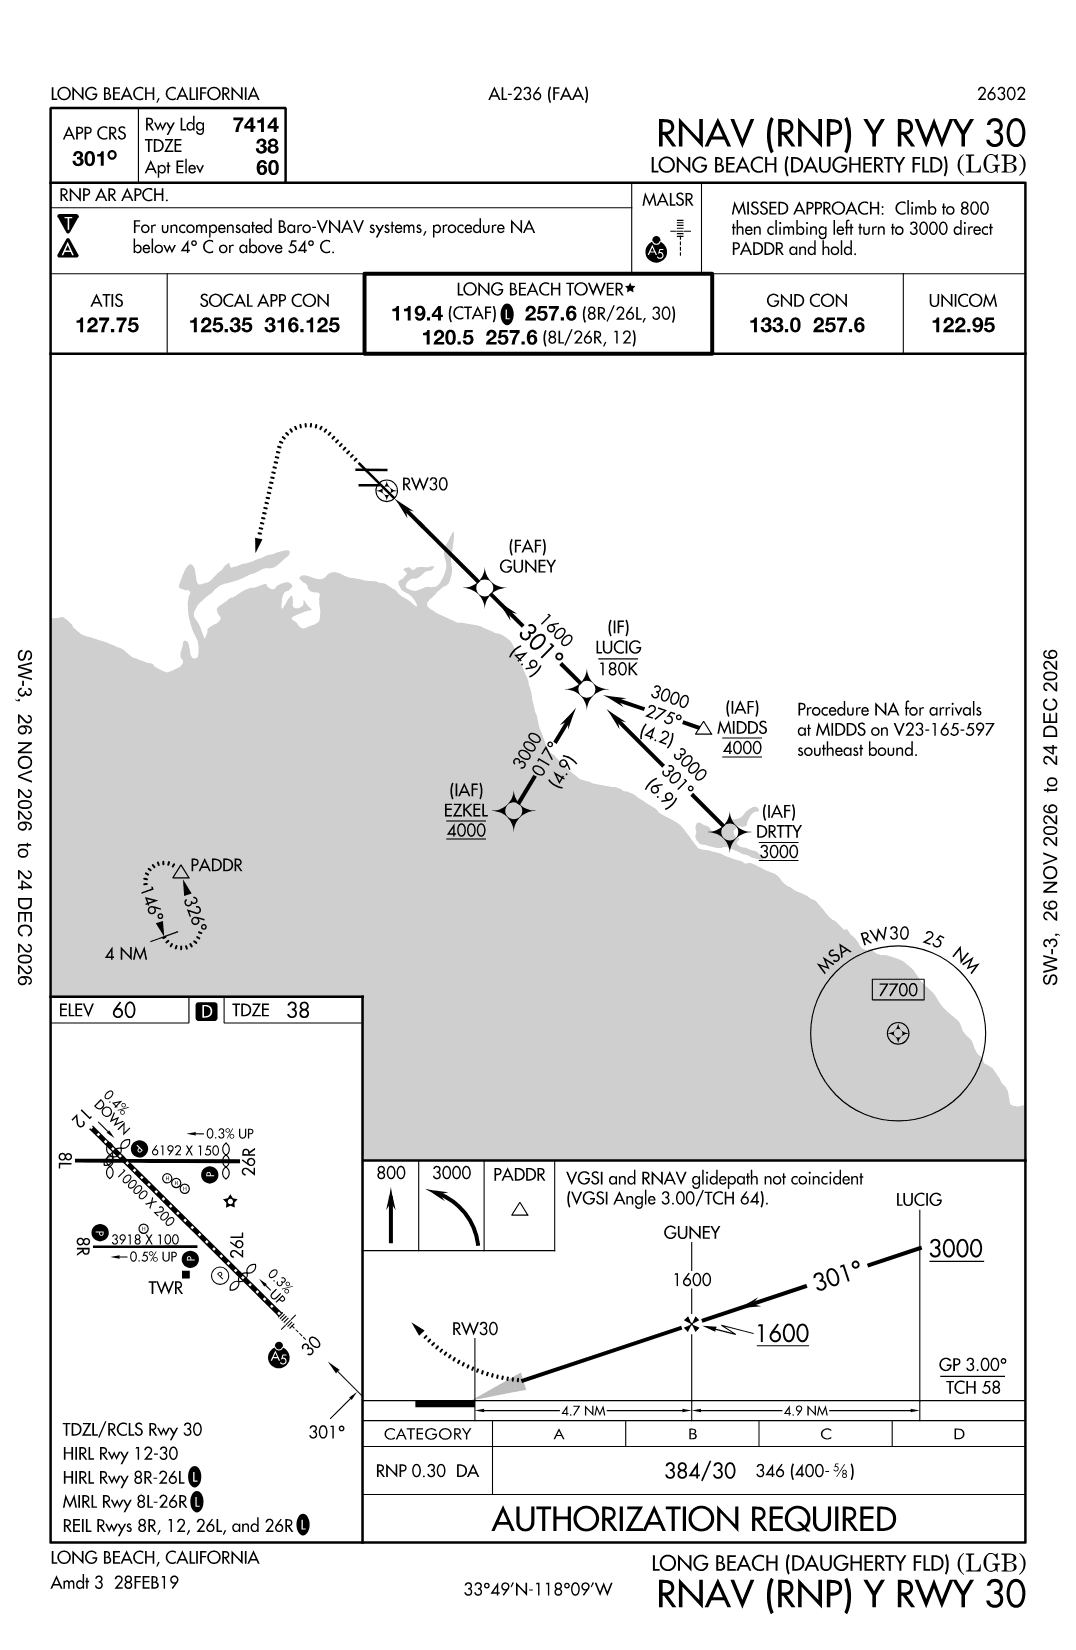 LONG BEACH, CALIFORNIA
AL-236 (FAA)
26302
APP CRS
301°
Rwy Ldg 7414
TDZE 38
Apt Elev 60
RNAV (RNP) Y RWY 30
LONG BEACH (DAUGHERTY FLD) (LGB)
RNP AR APCH.
T
A
For uncompensated Baro-VNAV systems, procedure NA
below 4° C or above 54° C.
MALSR
A5
MISSED APPROACH: Climb to 800
then climbing left turn to 3000 direct
PADDR and hold.
ATIS
127.75
SOCAL APP CON
125.35 316.125
LONG BEACH TOWER★
119.4 (CTAF) L 257.6 (8R/26L, 30)
120.5 257.6 (8L/26R, 12)
GND CON
133.0 257.6
UNICOM
122.95
RW30
(FAF)
GUNEY
1600
301°
(4.9)
(IF)
LUCIG
180K
3000
275°
(4.2)
(IAF)
MIDDS
4000
Procedure NA for arrivals
at MIDDS on V23-165-597
southeast bound.
3000
017°
(4.9)
3000
301°
(6.9)
(IAF)
EZKEL
4000
(IAF)
DRTTY
3000
PADDR
146°
326°
4 NM
MSA RW30 25 NM
7700
SW-3, 26 NOV 2026 to 24 DEC 2026
SW-3, 26 NOV 2026 to 24 DEC 2026
ELEV 60
D
TDZE 38
12
0.4%
DOWN
0.3% UP
P
6192 X 150
8L
26R
P
H H H
10000 X 200
P
H
3918 X 100
8R
26L
0.5% UP
P
P
TWR
0.3%
UP
30
A5
301°
TDZL/RCLS Rwy 30
HIRL Rwy 12-30
HIRL Rwy 8R-26L L
MIRL Rwy 8L-26R L
REIL Rwys 8R, 12, 26L, and 26R L
800
3000
PADDR
VGSI and RNAV glidepath not coincident
(VGSI Angle 3.00/TCH 64).
LUCIG
GUNEY
3000
301°
1600
1600
RW30
GP 3.00°
TCH 58
4.7 NM
4.9 NM
CATEGORY A B C D
RNP 0.30 DA 384/30 346 (400-⅝)
AUTHORIZATION REQUIRED
LONG BEACH, CALIFORNIA
Amdt 3 28FEB19
33°49'N-118°09'W
LONG BEACH (DAUGHERTY FLD) (LGB)
RNAV (RNP) Y RWY 30